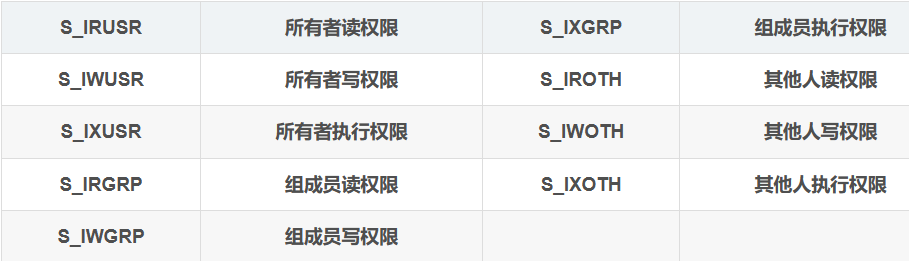 S_IRUSR 所有者读权限 S_IXGRP 组成员执行权限
S_IWUSR 所有者写权限 S_IROTH 其他人读权限
S_IXUSR 所有者执行权限 S_IWOTH 其他人写权限
S_IRGRP 组成员读权限 S_IXOTH 其他人执行权限
S_IWGRP 组成员写权限